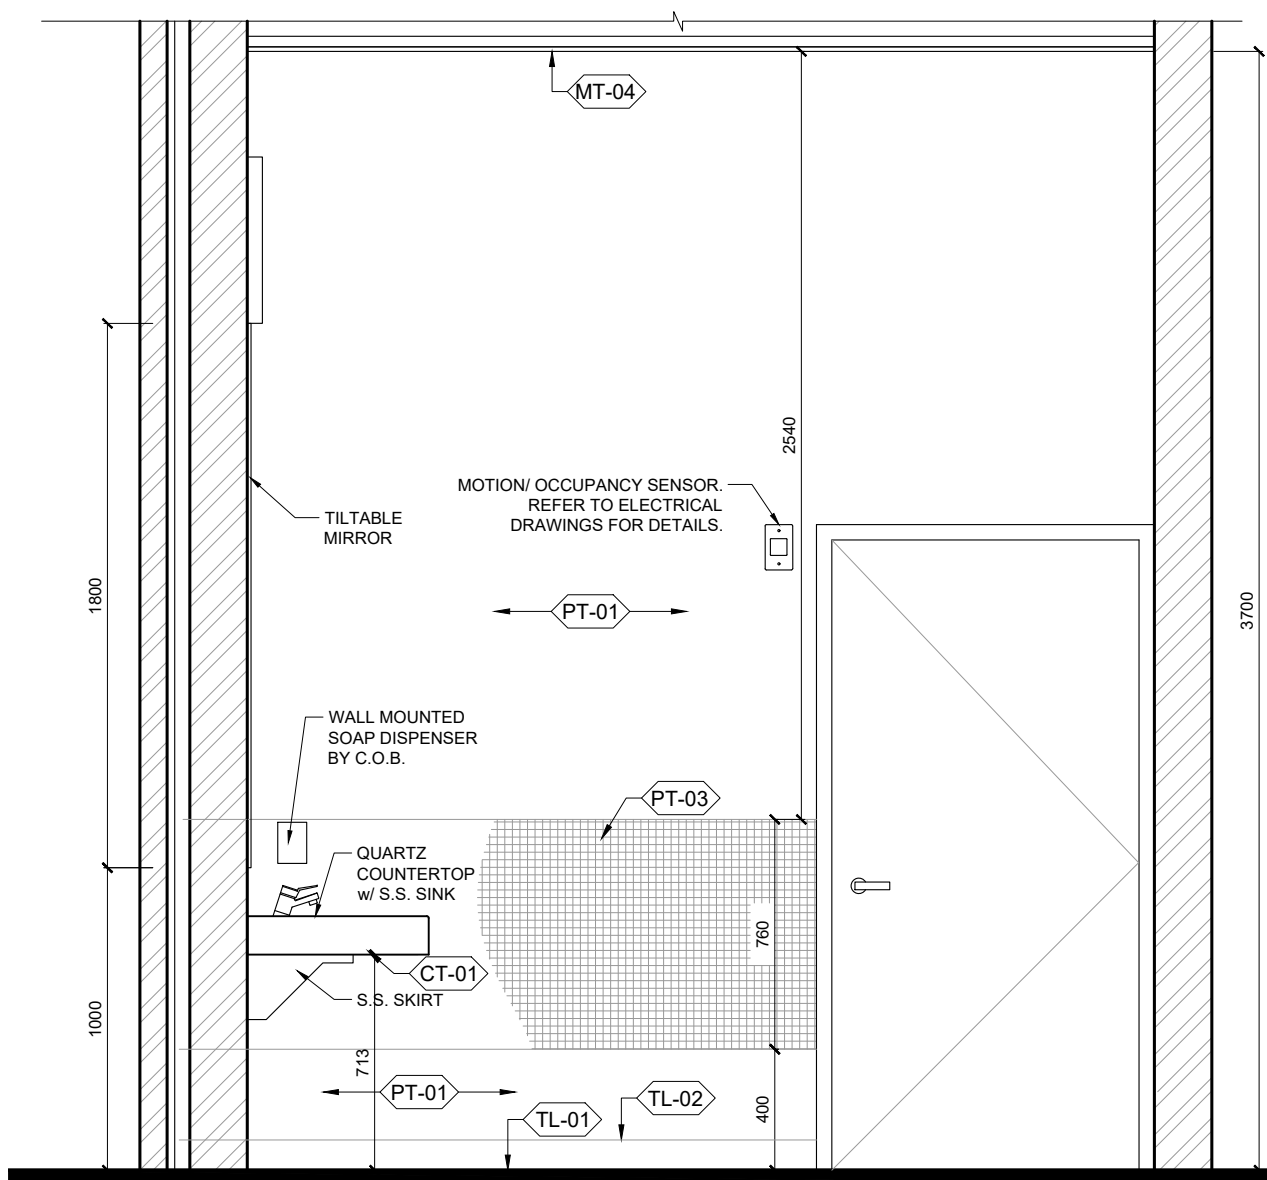 MT-04
3700
2540
MOTION/ OCCUPANCY SENSOR.
REFER TO ELECTRICAL
DRAWINGS FOR DETAILS.
TILTABLE
MIRROR
1800
PT-01
WALL MOUNTED
SOAP DISPENSER
BY C.O.B.
PT-03
QUARTZ
COUNTERTOP
w/ S.S. SINK
760
CT-01
S.S. SKIRT
1000
713
PT-01
TL-02
400
TL-01